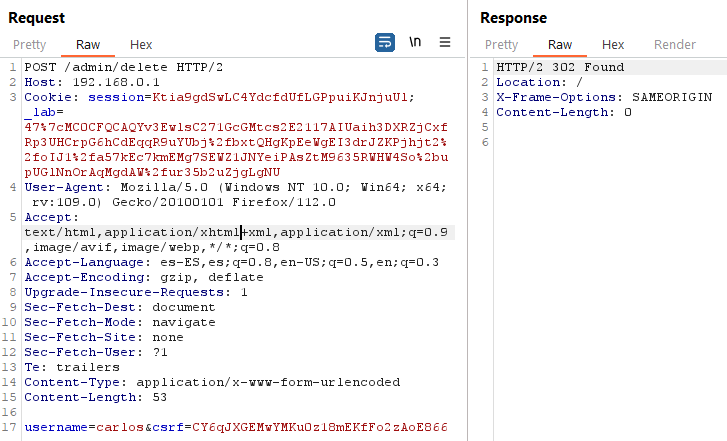 Request
Pretty Raw Hex
\n
1 POST /admin/delete HTTP/2
2 Host: 192.168.0.1
3 Cookie: session=Ktia9gdSwLC4YdcfdUfLGPpuiKJnjuUl;
_lab=
47%7cMCOCFQCAQYv3EwlsC271GcGMtcs2E2117AIUaih3DXRZjCxf
Rp3UHCrpG6hCdEqqR9uYUbj%2fbxtQHgKpEeWgEI3drJZKPjhjt2%
2foIJ1%2fa57kEc7kmEMg7SEWZ1JNYeiPAsZtM9635RWHW4So%2bu
pUGlNnOrAqMgdAW%2fur35b2uZjgLgNU
4 User-Agent: Mozilla/5.0 (Windows NT 10.0; Win64; x64;
rv:109.0) Gecko/20100101 Firefox/112.0
5 Accept:
text/html,application/xhtml+xml,application/xml;q=0.9
,image/avif,image/webp,*/*;q=0.8
6 Accept-Language: es-ES,es;q=0.8,en-US;q=0.5,en;q=0.3
7 Accept-Encoding: gzip, deflate
8 Upgrade-Insecure-Requests: 1
9 Sec-Fetch-Dest: document
10 Sec-Fetch-Mode: navigate
11 Sec-Fetch-Site: none
12 Sec-Fetch-User: ?1
13 Te: trailers
14 Content-Type: application/x-www-form-urlencoded
15 Content-Length: 53
16
17 username=carlos&csrf=CY6qJXGEMwYMKuOz18mEKfFo2zAoE866
Response
Pretty Raw Hex Render
1 HTTP/2 302 Found
2 Location: /
3 X-Frame-Options: SAMEORIGIN
4 Content-Length: 0
5
6